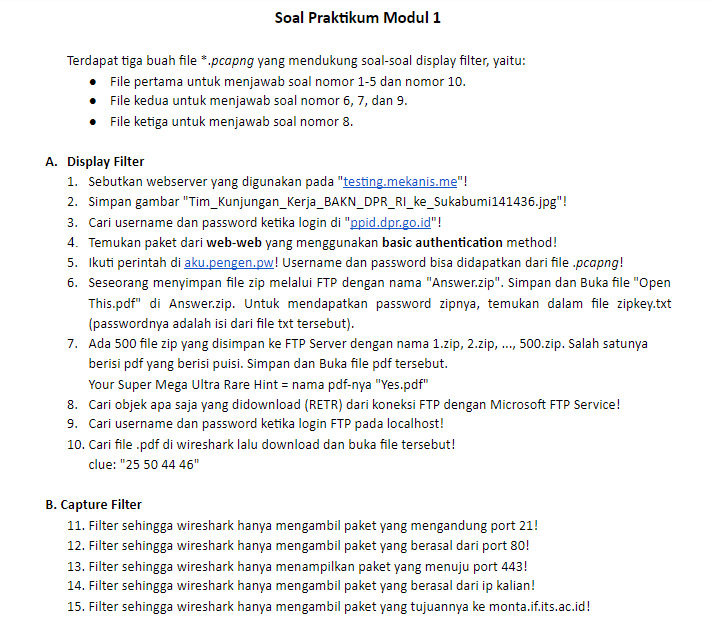 Soal Praktikum Modul 1
Terdapat tiga buah file *.pcapng yang mendukung soal-soal display filter, yaitu:
● File pertama untuk menjawab soal nomor 1-5 dan nomor 10.
● File kedua untuk menjawab soal nomor 6, 7, dan 9.
● File ketiga untuk menjawab soal nomor 8.
A. Display Filter
1. Sebutkan webserver yang digunakan pada "testing.mekanis.me"!
2. Simpan gambar "Tim_Kunjungan_Kerja_BAKN_DPR_RI_ke_Sukabumi141436.jpg"!
3. Cari username dan password ketika login di "ppid.dpr.go.id"!
4. Temukan paket dari web-web yang menggunakan basic authentication method!
5. Ikuti perintah di aku.pengen.pw! Username dan password bisa didapatkan dari file .pcapng!
6. Seseorang menyimpan file zip melalui FTP dengan nama "Answer.zip". Simpan dan Buka file "Open
This.pdf" di Answer.zip. Untuk mendapatkan password zipnya, temukan dalam file zipkey.txt
(passwordnya adalah isi dari file txt tersebut).
7. Ada 500 file zip yang disimpan ke FTP Server dengan nama 1.zip, 2.zip, ..., 500.zip. Salah satunya
berisi pdf yang berisi puisi. Simpan dan Buka file pdf tersebut.
Your Super Mega Ultra Rare Hint = nama pdf-nya "Yes.pdf"
8. Cari objek apa saja yang didownload (RETR) dari koneksi FTP dengan Microsoft FTP Service!
9. Cari username dan password ketika login FTP pada localhost!
10. Cari file .pdf di wireshark lalu download dan buka file tersebut!
clue: "25 50 44 46"
B. Capture Filter
11. Filter sehingga wireshark hanya mengambil paket yang mengandung port 21!
12. Filter sehingga wireshark hanya mengambil paket yang berasal dari port 80!
13. Filter sehingga wireshark hanya menampilkan paket yang menuju port 443!
14. Filter sehingga wireshark hanya mengambil paket yang berasal dari ip kalian!
15. Filter sehingga wireshark hanya mengambil paket yang tujuannya ke monta.if.its.ac.id!